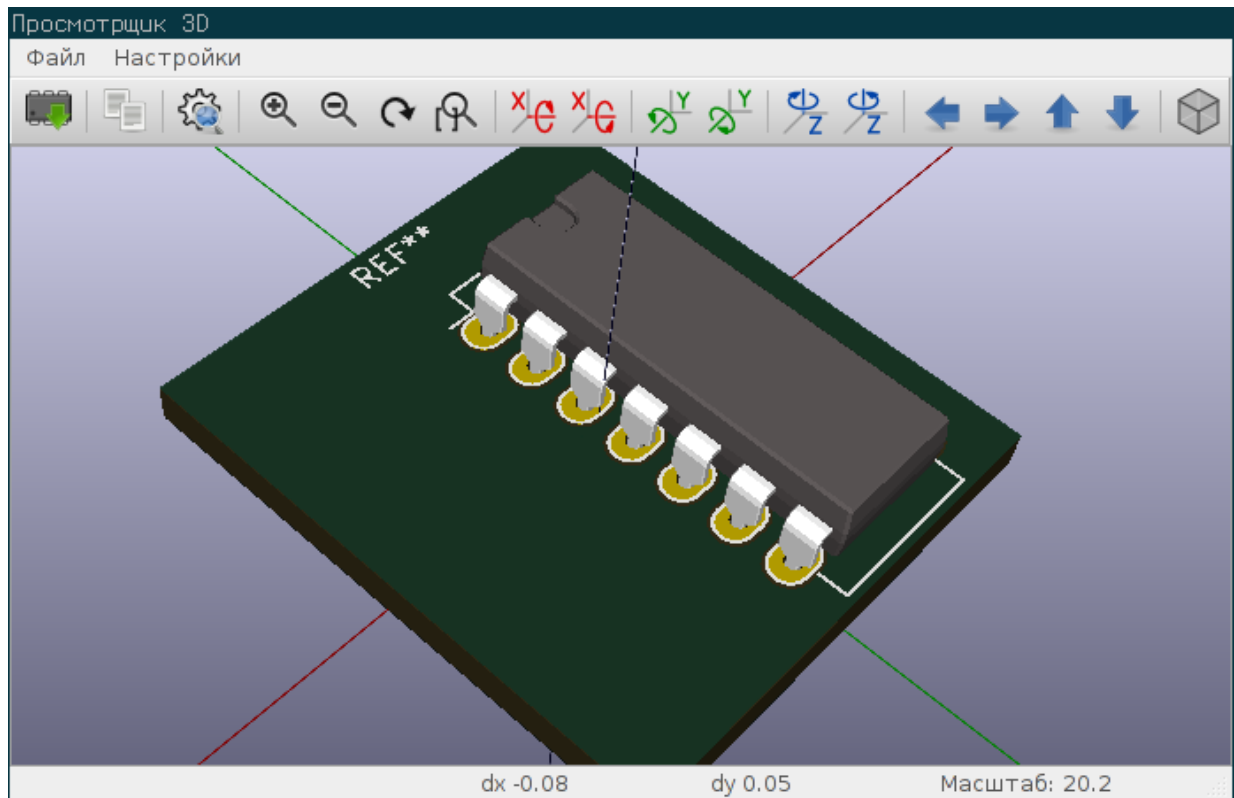 Просмотрщик 3D
Файл Настройки
X X Y Y Z Z
REF**
dx -0.08 dy 0.05 Масштаб: 20.2